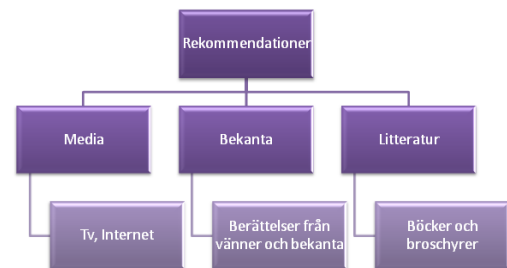 Rekommendationer
Media
Bekanta
Litteratur
Tv, Internet
Berättelser från
vänner och bekanta
Böcker och
broschyrer